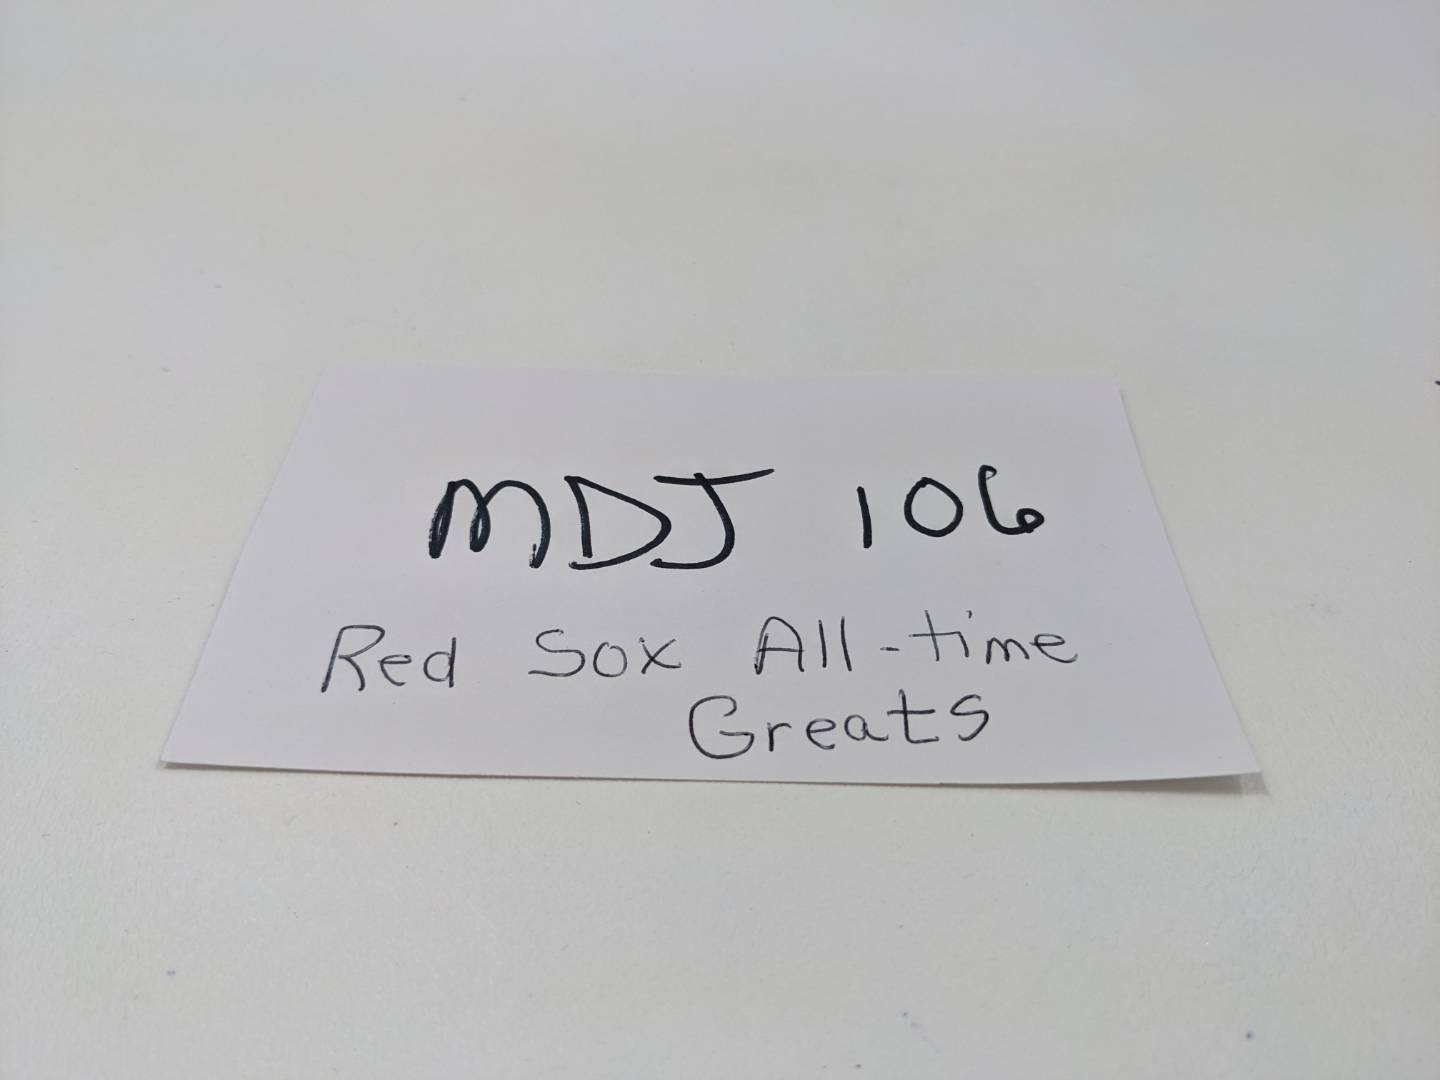 MDJ 106
Red Sox All-time
Greats